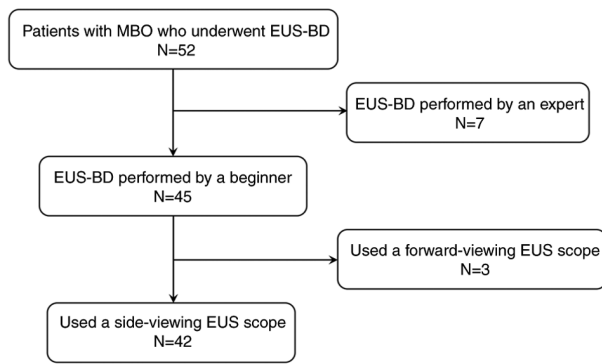 Patients with MBO who underwent EUS-BD
N=52
EUS-BD performed by an expert
N=7
EUS-BD performed by a beginner
N=45
Used a forward-viewing EUS scope
N=3
Used a side-viewing EUS scope
N=42